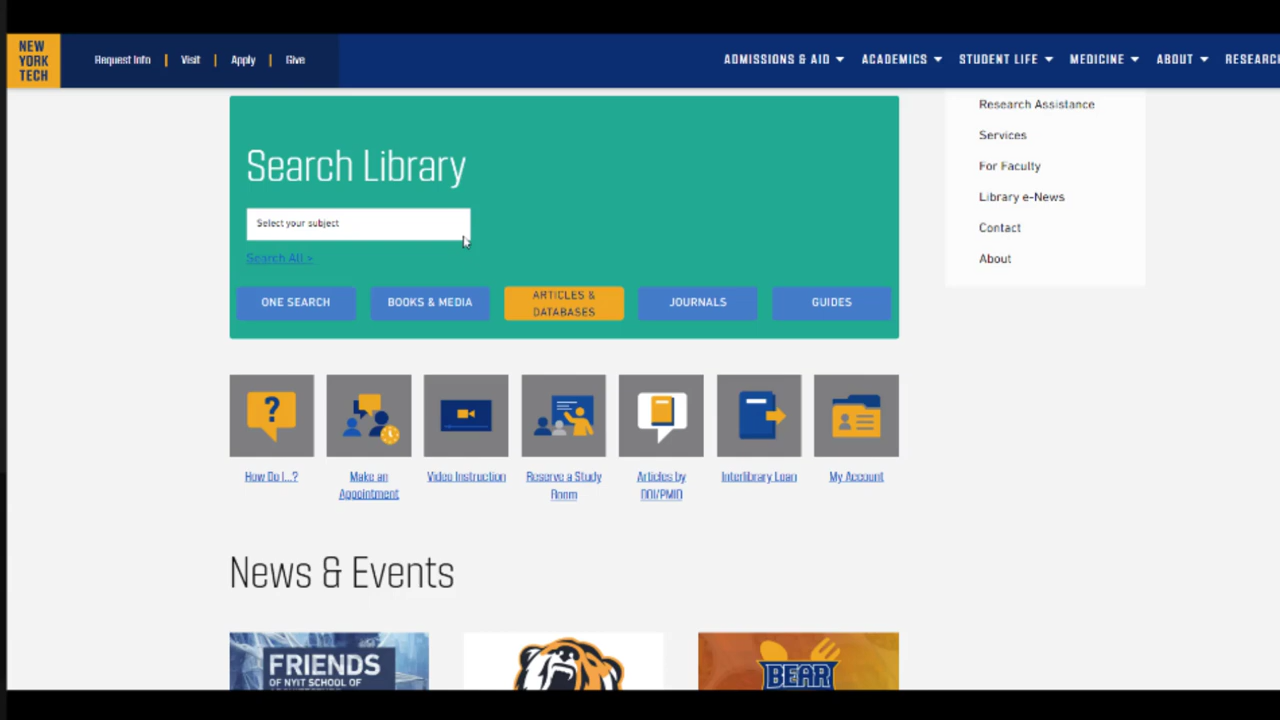 NEW
YORK
TECH
Request Info | Visit | Apply | Give
ADMISSIONS & AID ACADEMICS STUDENT LIFE MEDICINE ABOUT RESEARC
Research Assistance
Services
For Faculty
Library e-News
Contact
About
Search Library
Select your subject
Search All >
ONE SEARCH
BOOKS & MEDIA
ARTICLES &
DATABASES
JOURNALS
GUIDES
?
How Do I...?
Make an
Appointment
Video Instruction
Reserve a Study
Room
Articles by
DOI/PMID
Interlibrary Loan
My Account
News & Events
FRIENDS
OF NYIT SCHOOL OF
BEAR